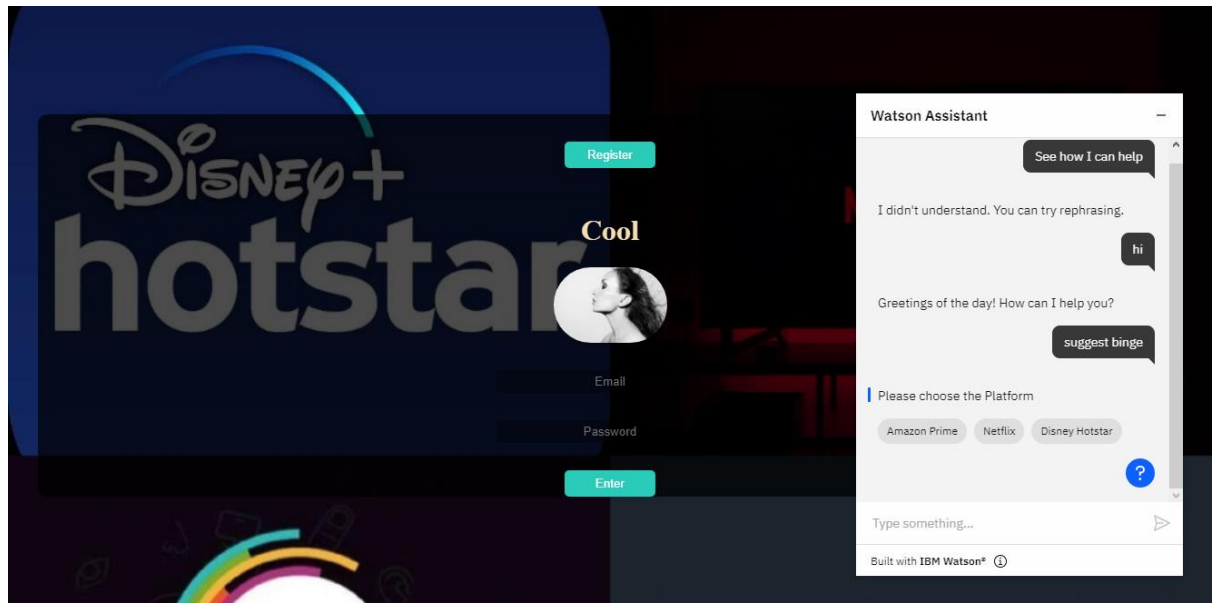 Disney+
hotstar
Register
Cool
Email
Password
Enter
Watson Assistant
See how I can help
I didn't understand. You can try rephrasing.
hi
Greetings of the day! How can I help you?
suggest binge
Please choose the Platform
Amazon Prime Netflix Disney Hotstar
?
Type something...
Built with IBM Watson®